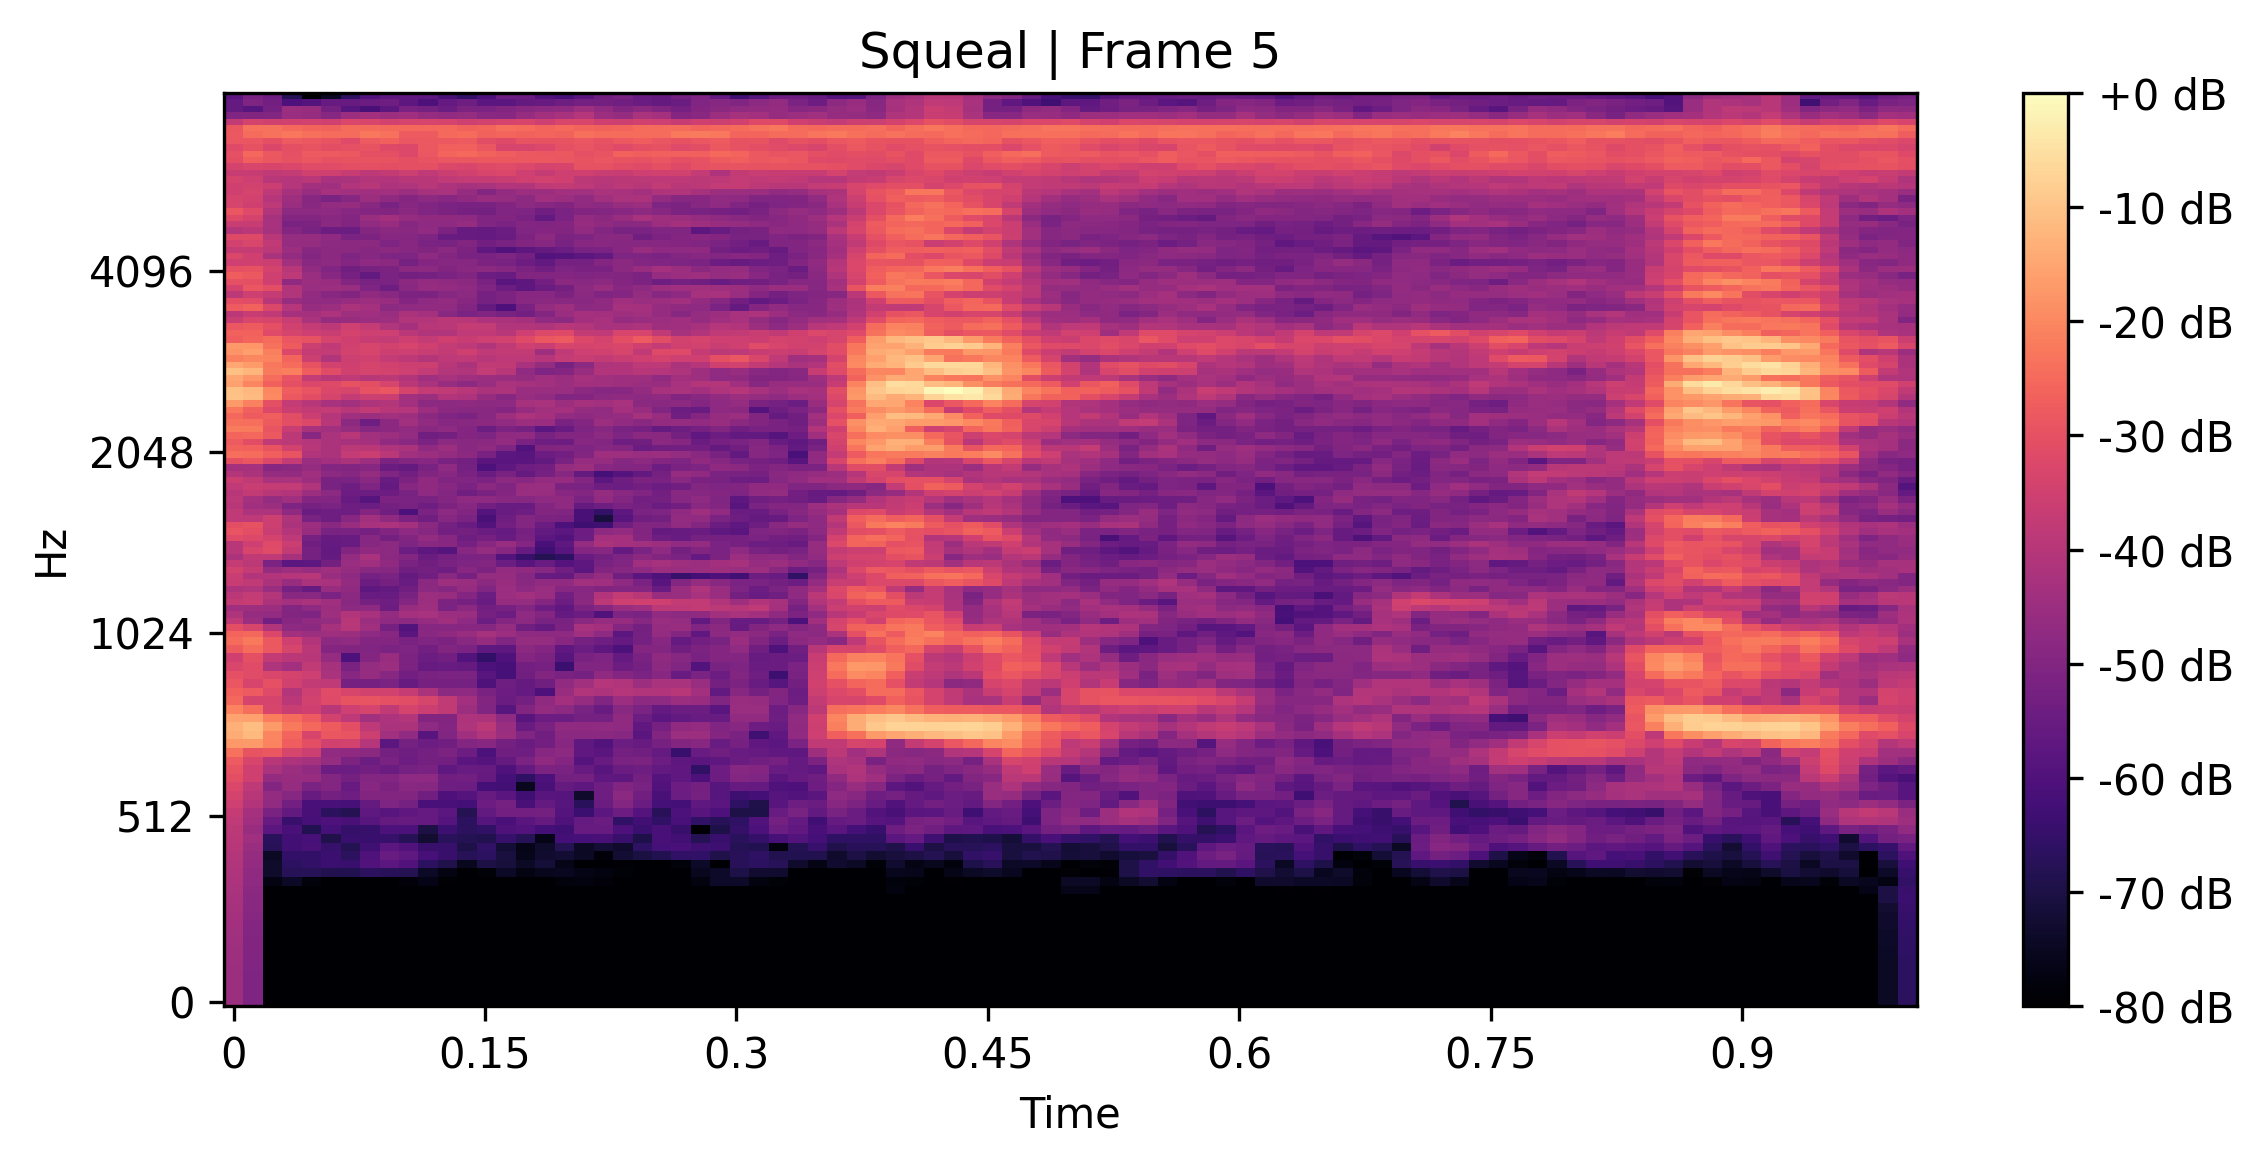 Squeal | Frame 5
Hz
4096
2048
1024
512
0
0 0.15 0.3 0.45 0.6 0.75 0.9
Time
+0 dB
-10 dB
-20 dB
-30 dB
-40 dB
-50 dB
-60 dB
-70 dB
-80 dB